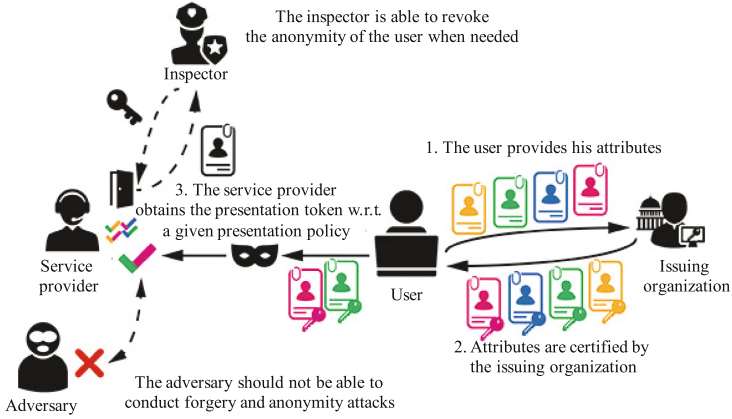 The inspector is able to revoke
the anonymity of the user when needed
Inspector
1. The user provides his attributes
3. The service provider
obtains the presentation token w.r.t.
a given presentation policy
Service
provider
User
Issuing
organization
2. Attributes are certified by
the issuing organization
The adversary should not be able to
conduct forgery and anonymity attacks
Adversary